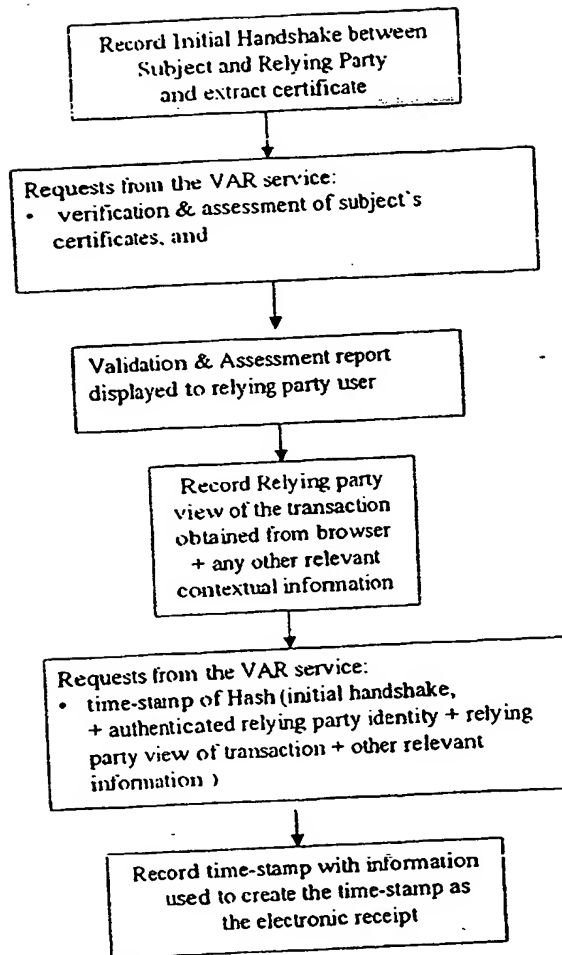 Record Initial Handshake between
Subject and Relying Party
and extract certificate
Requests from the VAR service:
• verification & assessment of subject`s
certificates, and
Validation & Assessment report
displayed to relying party user
Record Relying party
view of the transaction
obtained from browser
+ any other relevant
contextual information
Requests from the VAR service:
• time-stamp of Hash (initial handshake,
+ authenticated relying party identity + relying
party view of transaction + other relevant
information )
Record time-stamp with information
used to create the time-stamp as
the electronic receipt